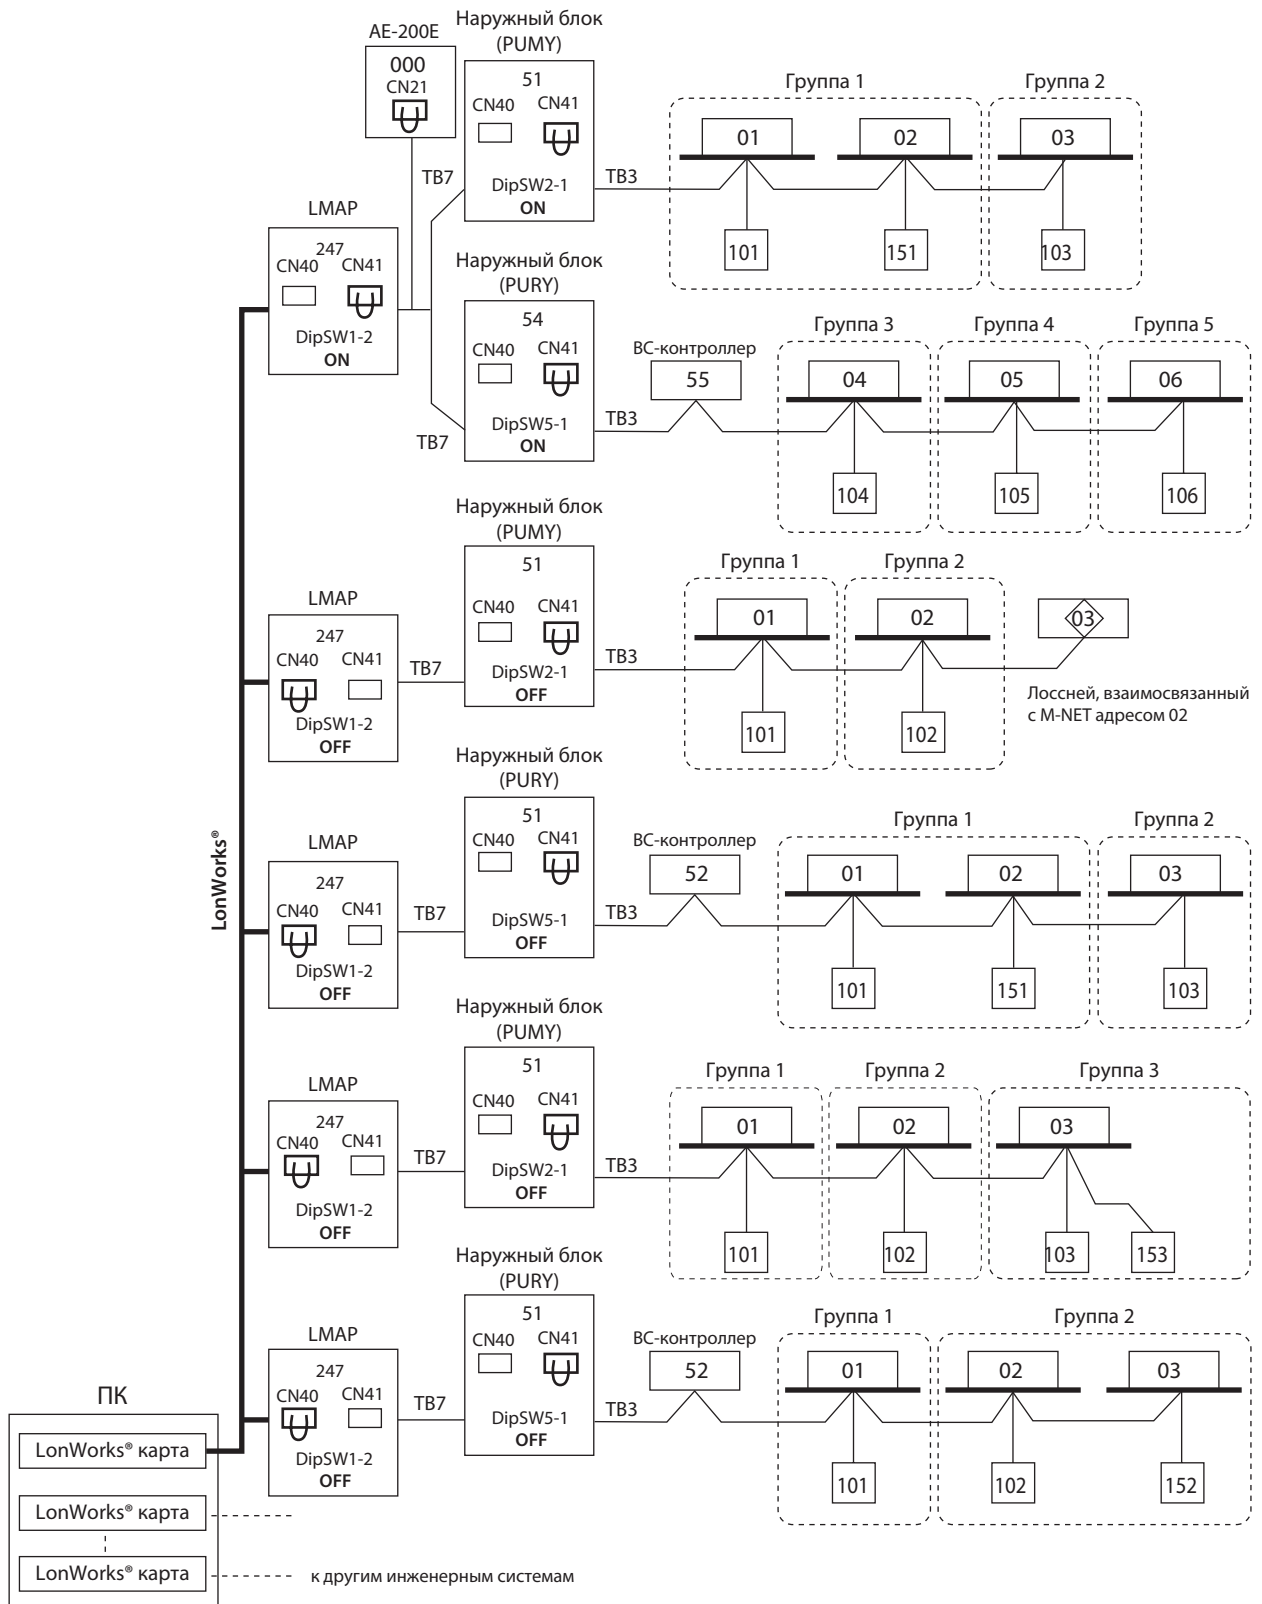 AE-200E
000
CN21
Наружный блок
(PUMY)
51
CN40
CN41
DipSW2-1
ON
TB7
TB3
Группа 1
Группа 2
01
02
03
101
151
103
LMAP
247
CN40
CN41
DipSW1-2
ON
Наружный блок
(PURY)
54
CN40
CN41
DipSW5-1
ON
TB7
TB3
BC-контроллер
55
Группа 3
Группа 4
Группа 5
04
05
06
104
105
106
LMAP
247
CN40
CN41
DipSW1-2
OFF
TB7
Наружный блок
(PUMY)
51
CN40
CN41
DipSW2-1
OFF
TB3
Группа 1
Группа 2
01
02
03
101
102
Лоссней, взаимосвязанный
с M-NET адресом 02
LonWorks®
LMAP
247
CN40
CN41
DipSW1-2
OFF
TB7
Наружный блок
(PURY)
51
CN40
CN41
DipSW5-1
OFF
TB3
BC-контроллер
52
Группа 1
Группа 2
01
02
03
101
151
103
LMAP
247
CN40
CN41
DipSW1-2
OFF
TB7
Наружный блок
(PUMY)
51
CN40
CN41
DipSW2-1
OFF
TB3
Группа 1
Группа 2
Группа 3
01
02
03
101
102
103
153
LMAP
247
CN40
CN41
DipSW1-2
OFF
TB7
Наружный блок
(PURY)
51
CN40
CN41
DipSW5-1
OFF
TB3
BC-контроллер
52
Группа 1
Группа 2
01
02
03
101
102
152
ПК
LonWorks® карта
LonWorks® карта
LonWorks® карта
к другим инженерным системам